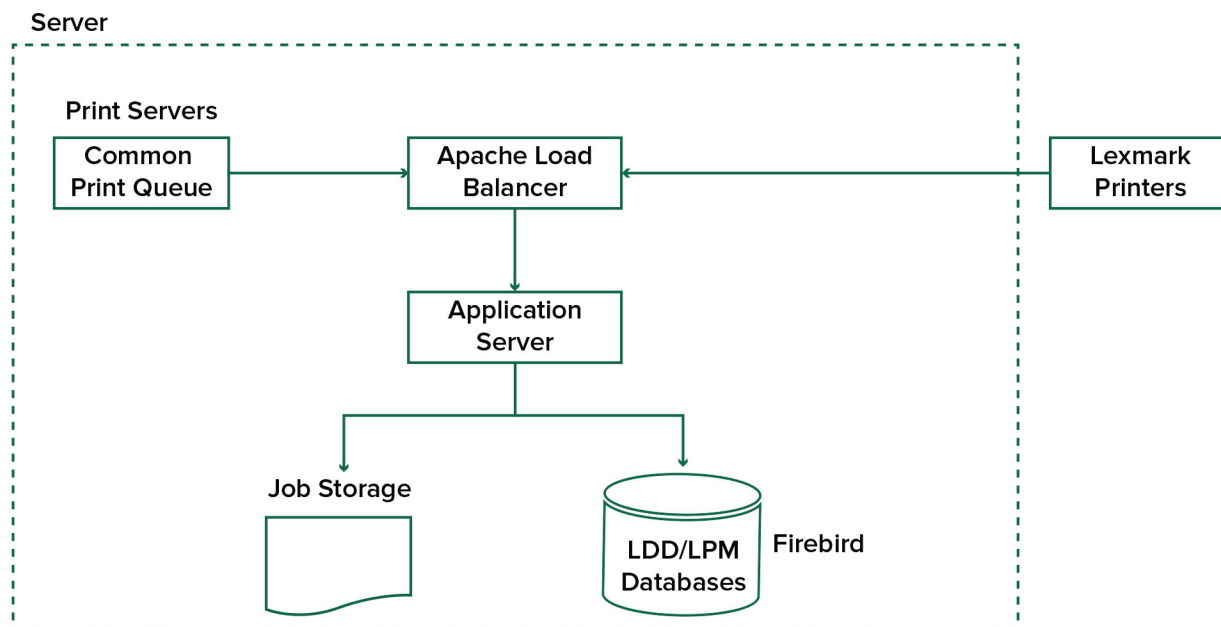 Server
Print Servers
Common
Print Queue
Apache Load
Balancer
Lexmark
Printers
Application
Server
Job Storage
LDD/LPM
Databases
Firebird